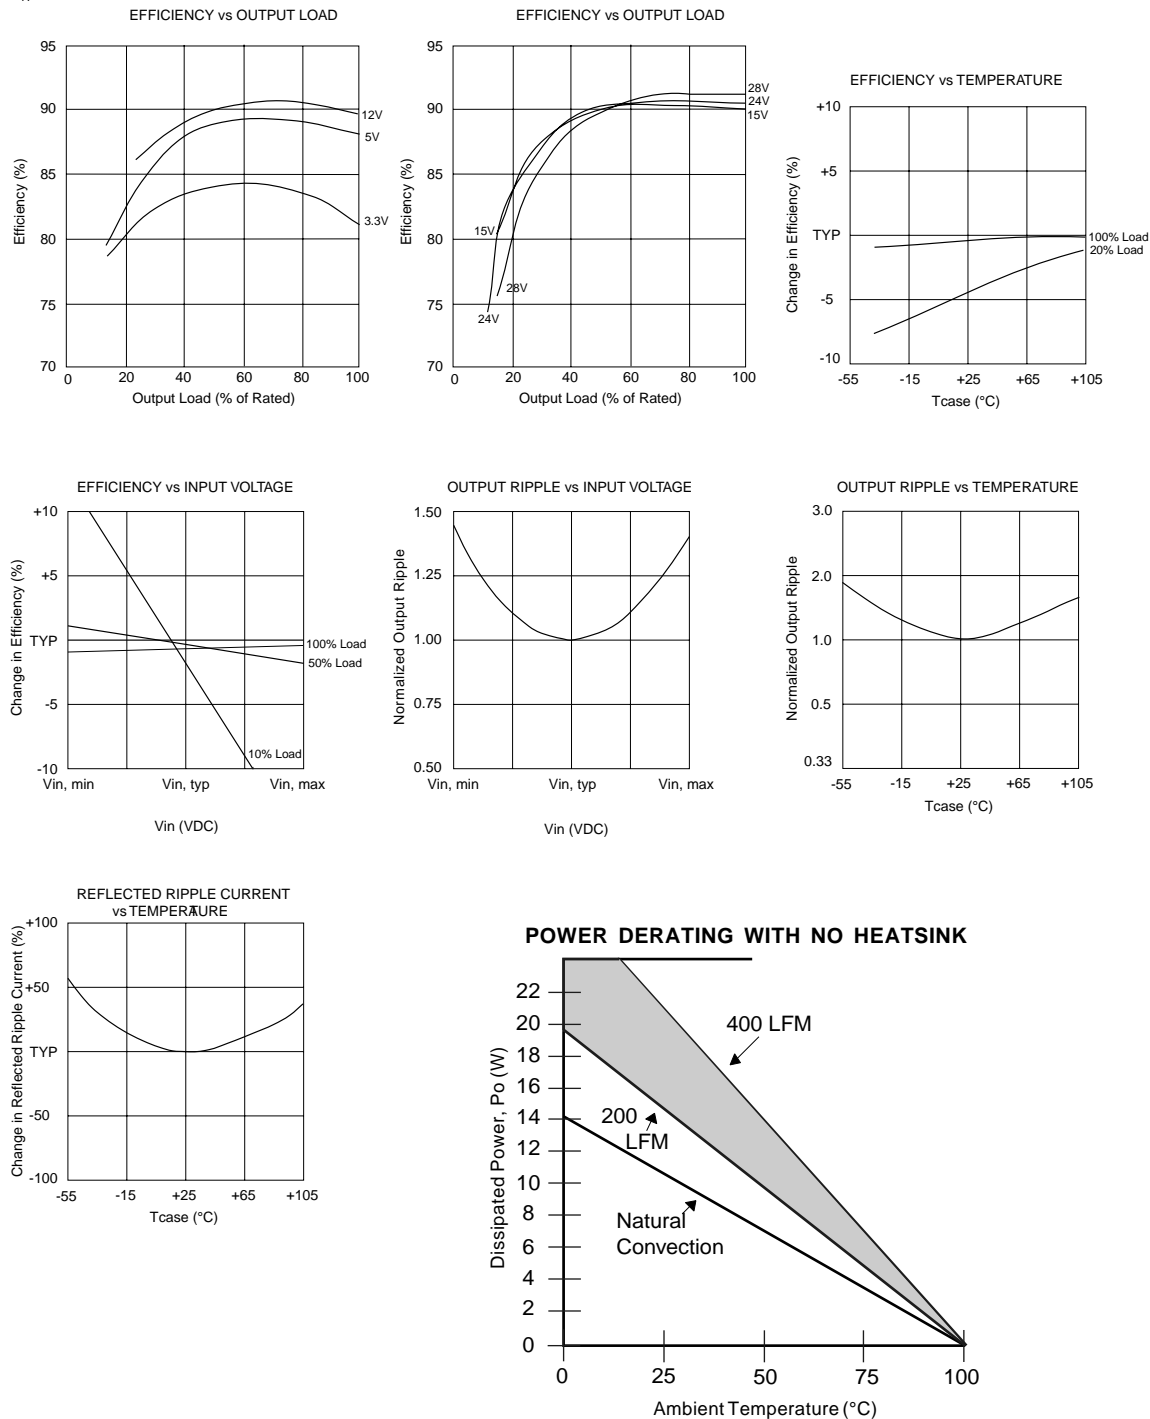 EFFICIENCY vs OUTPUT LOAD
95
90
85
80
75
70
0 20 40 60 80 100
Efficiency (%)
Output Load (% of Rated)
12V
5V
3.3V
EFFICIENCY vs OUTPUT LOAD
95
90
85
80
75
70
0 20 40 60 80 100
Efficiency (%)
Output Load (% of Rated)
28V
24V
15V
15V
28V
24V
EFFICIENCY vs TEMPERATURE
+10
+5
TYP
-5
-10
-55 -15 +25 +65 +105
Change in Efficiency (%)
Tcase (°C)
100% Load
20% Load
EFFICIENCY vs INPUT VOLTAGE
+10
+5
TYP
-5
-10
Vin, min Vin, typ Vin, max
Change in Efficiency (%)
Vin (VDC)
100% Load
50% Load
10% Load
OUTPUT RIPPLE vs INPUT VOLTAGE
1.50
1.25
1.00
0.75
0.50
Vin, min Vin, typ Vin, max
Normalized Output Ripple
Vin (VDC)
OUTPUT RIPPLE vs TEMPERATURE
3.0
2.0
1.0
0.5
0.33
-55 -15 +25 +65 +105
Normalized Output Ripple
Tcase (°C)
REFLECTED RIPPLE CURRENT
vs TEMPERATURE
+100
+50
TYP
-50
-100
-55 -15 +25 +65 +105
Change in Reflected Ripple Current (%)
Tcase (°C)
POWER DERATING WITH NO HEATSINK
22
20
18
16
14
12
10
8
6
4
2
0
0 25 50 75 100
Dissipated Power, Po (W)
Ambient Temperature (°C)
400 LFM
200
LFM
Natural
Convection